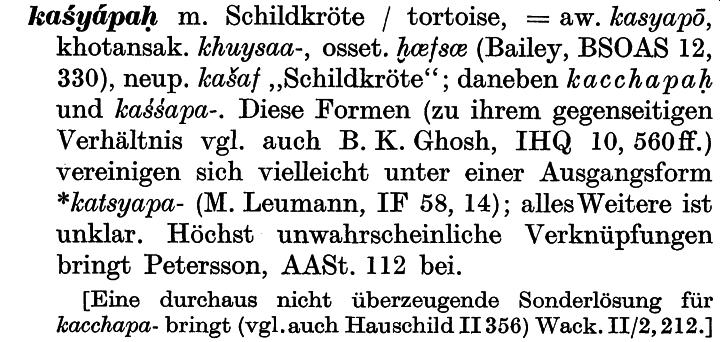 kaśyápaḥ m. Schildkröte / tortoise, = aw. kasyapō,
khotansak. khuysaa-, osset. ḫæfsæ (Bailey, BSOAS 12,
330), neup. kašaf „Schildkröte“; daneben kacchapaḥ
und kaśśapa-. Diese Formen (zu ihrem gegenseitigen
Verhältnis vgl. auch B. K. Ghosh, IHQ 10, 560ff.)
vereinigen sich vielleicht unter einer Ausgangsform
*katsyapa- (M. Leumann, IF 58, 14); alles Weitere ist
unklar. Höchst unwahrscheinliche Verknüpfungen
bringt Petersson, AASt. 112 bei.
[Eine durchaus nicht überzeugende Sonderlösung für
kacchapa- bringt (vgl. auch Hauschild II 356) Wack. II/2, 212.]